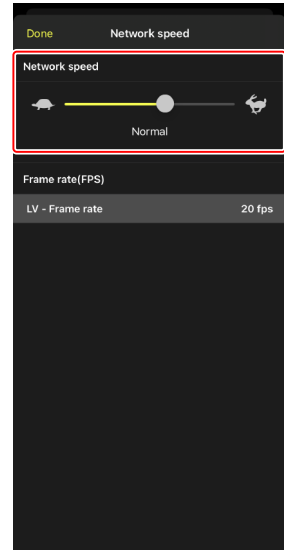 Done Network speed
Network speed
Normal
Frame rate(FPS)
LV - Frame rate 20 fps